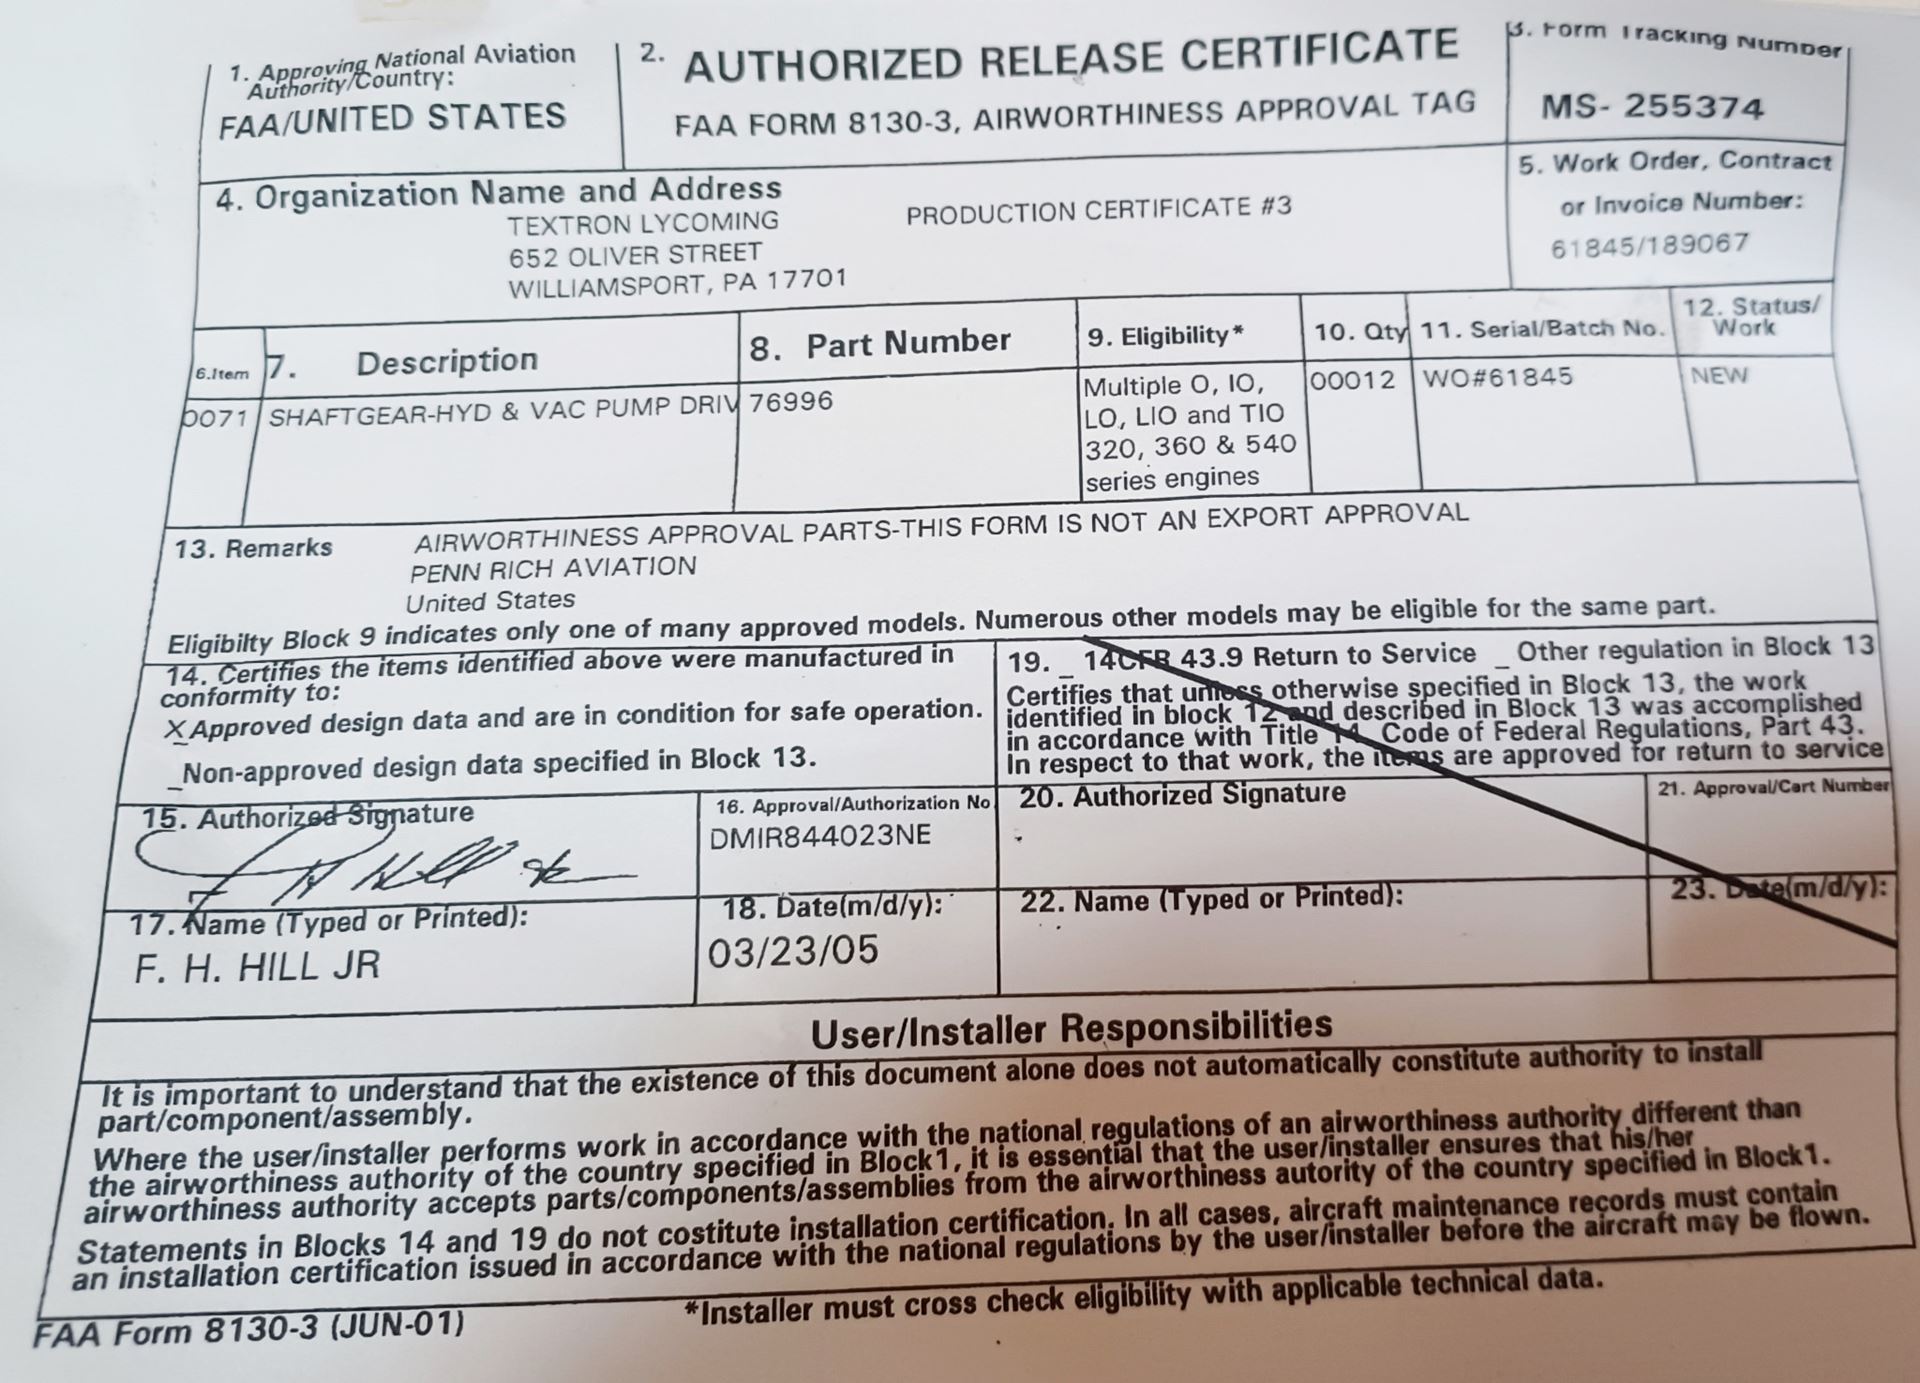 1. Approving National Aviation
Authority/Country:
FAA/UNITED STATES
2. AUTHORIZED RELEASE CERTIFICATE
FAA FORM 8130-3, AIRWORTHINESS APPROVAL TAG
3. Form Tracking Number
MS- 255374
4. Organization Name and Address
TEXTRON LYCOMING
652 OLIVER STREET
WILLIAMSPORT, PA 17701
PRODUCTION CERTIFICATE #3
5. Work Order, Contract
or Invoice Number:
61845/189067
6.Item
7. Description
8. Part Number
9. Eligibility*
10. Qty
11. Serial/Batch No.
12. Status/
Work
0071
SHAFTGEAR-HYD & VAC PUMP DRIV
76996
Multiple O, IO,
LO, LIO and TIO
320, 360 & 540
series engines
00012
WO#61845
NEW
13. Remarks
AIRWORTHINESS APPROVAL PARTS-THIS FORM IS NOT AN EXPORT APPROVAL
PENN RICH AVIATION
United States
Eligibilty Block 9 indicates only one of many approved models. Numerous other models may be eligible for the same part.
14. Certifies the items identified above were manufactured in
conformity to:
X Approved design data and are in condition for safe operation.
_ Non-approved design data specified in Block 13.
19. _ 14CFR 43.9 Return to Service _ Other regulation in Block 13
Certifies that unless otherwise specified in Block 13, the work
identified in block 12 and described in Block 13 was accomplished
in accordance with Title 14, Code of Federal Regulations, Part 43.
In respect to that work, the items are approved for return to service
15. Authorized Signature
16. Approval/Authorization No
DMIR844023NE
20. Authorized Signature
21. Approval/Cart Number
17. Name (Typed or Printed):
F. H. HILL JR
18. Date(m/d/y):
03/23/05
22. Name (Typed or Printed):
23. Date(m/d/y):
User/Installer Responsibilities
It is important to understand that the existence of this document alone does not automatically constitute authority to install
part/component/assembly.
Where the user/installer performs work in accordance with the national regulations of an airworthiness authority different than
the airworthiness authority of the country specified in Block1, it is essential that the user/installer ensures that his/her
airworthiness authority accepts parts/components/assemblies from the airworthiness autority of the country specified in Block1.
Statements in Blocks 14 and 19 do not costitute installation certification. In all cases, aircraft maintenance records must contain
an installation certification issued in accordance with the national regulations by the user/installer before the aircraft may be flown.
FAA Form 8130-3 (JUN-01)
*Installer must cross check eligibility with applicable technical data.